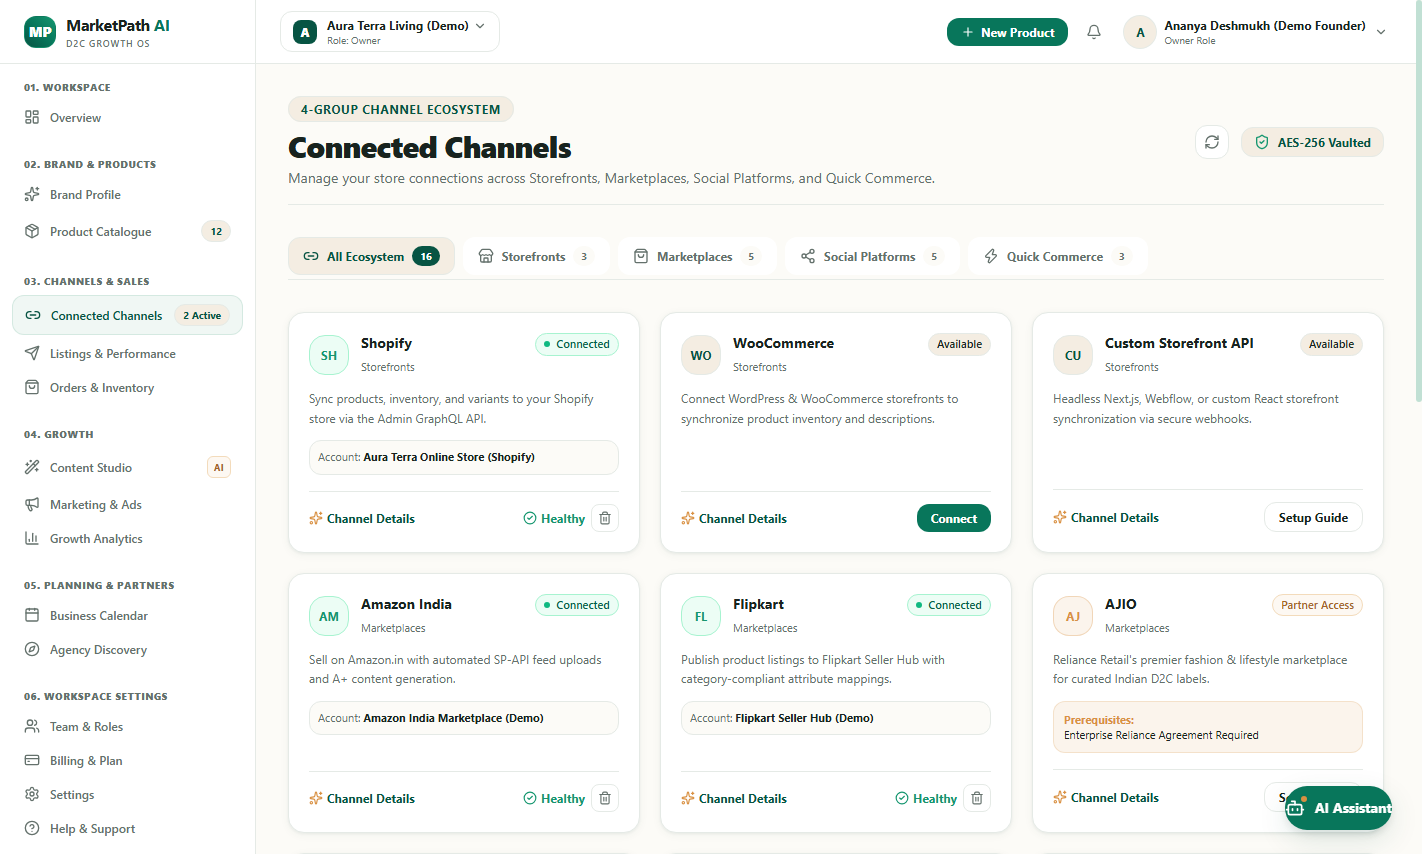 MP
MarketPath AI
D2C GROWTH OS
A
Aura Terra Living (Demo)
Role: Owner
New Product
A
Ananya Deshmukh (Demo Founder)
Owner Role
01. WORKSPACE
Overview
02. BRAND & PRODUCTS
Brand Profile
Product Catalogue
12
03. CHANNELS & SALES
Connected Channels
2 Active
Listings & Performance
Orders & Inventory
04. GROWTH
Content Studio
AI
Marketing & Ads
Growth Analytics
05. PLANNING & PARTNERS
Business Calendar
Agency Discovery
06. WORKSPACE SETTINGS
Team & Roles
Billing & Plan
Settings
Help & Support
4-GROUP CHANNEL ECOSYSTEM
Connected Channels
Manage your store connections across Storefronts, Marketplaces, Social Platforms, and Quick Commerce.
AES-256 Vaulted
All Ecosystem 16
Storefronts 3
Marketplaces 5
Social Platforms 5
Quick Commerce 3
SH
Shopify
Storefronts
Connected
Sync products, inventory, and variants to your Shopify
store via the Admin GraphQL API.
Account: Aura Terra Online Store (Shopify)
Channel Details
Healthy
WO
WooCommerce
Storefronts
Available
Connect WordPress & WooCommerce storefronts to
synchronize product inventory and descriptions.
Channel Details
Connect
CU
Custom Storefront API
Storefronts
Available
Headless Next.js, Webflow, or custom React storefront
synchronization via secure webhooks.
Channel Details
Setup Guide
AM
Amazon India
Marketplaces
Connected
Sell on Amazon.in with automated SP-API feed uploads
and A+ content generation.
Account: Amazon India Marketplace (Demo)
Channel Details
Healthy
FL
Flipkart
Marketplaces
Connected
Publish product listings to Flipkart Seller Hub with
category-compliant attribute mappings.
Account: Flipkart Seller Hub (Demo)
Channel Details
Healthy
AJ
AJIO
Marketplaces
Partner Access
Reliance Retail's premier fashion & lifestyle marketplace
for curated Indian D2C labels.
Prerequisites:
Enterprise Reliance Agreement Required
Channel Details
AI Assistant